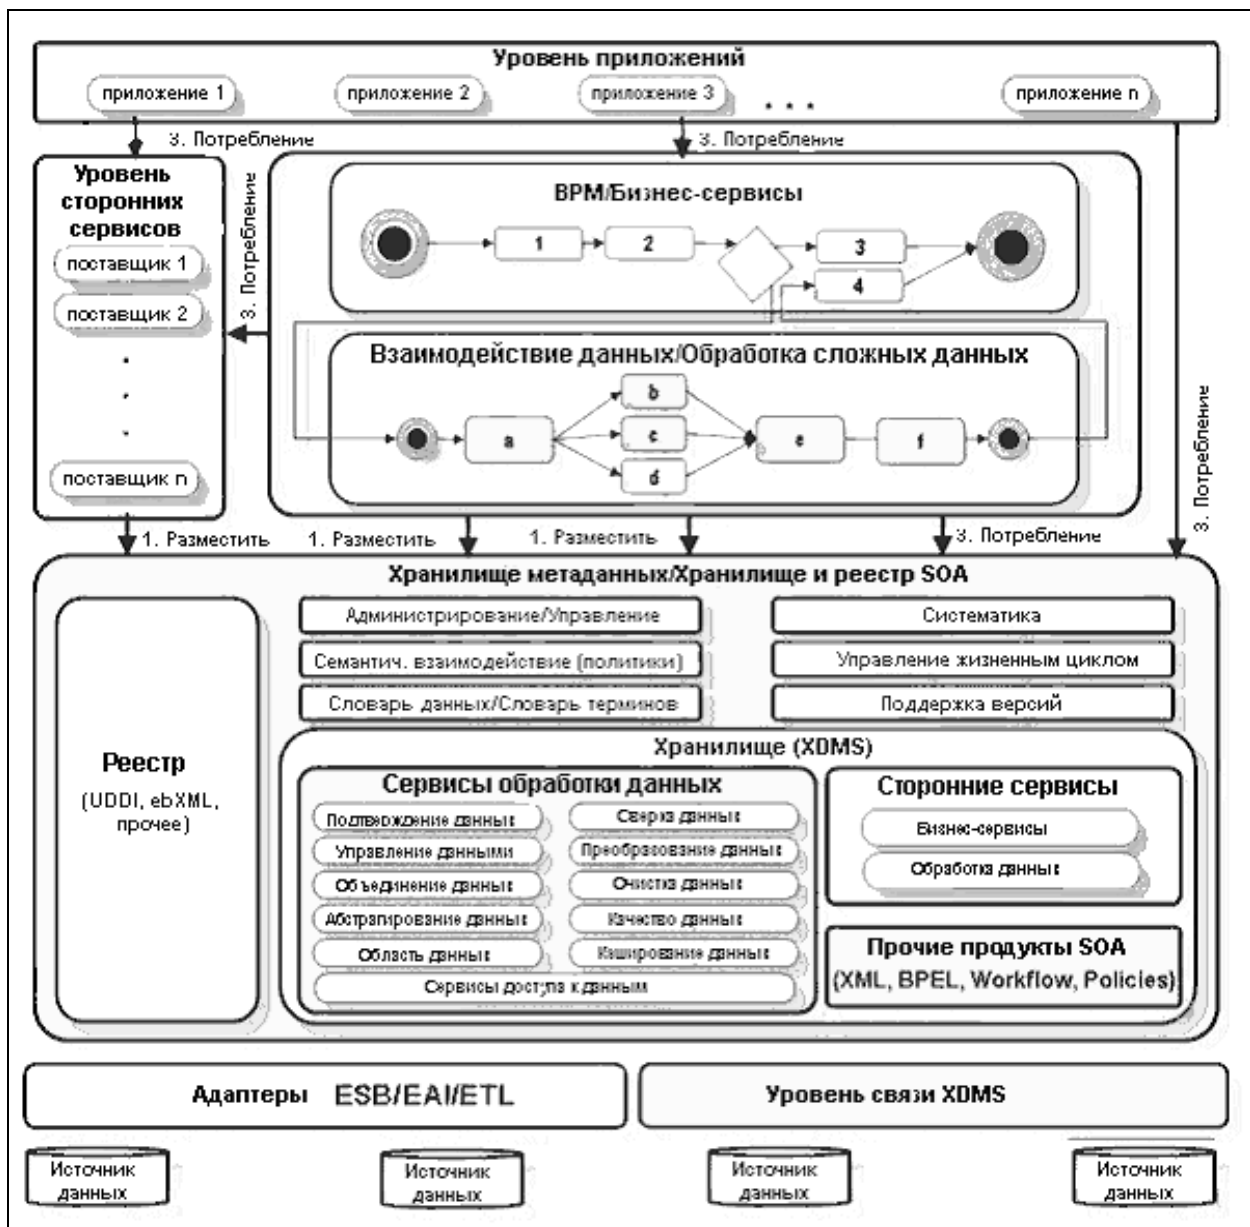 Уровень приложений
приложение 1
приложение 2
приложение 3
. . .
приложение n
3. Потребление
3. Потребление
Уровень
сторонних
сервисов
поставщик 1
поставщик 2
.
.
.
поставщик n
3. Потребление
BPM/Бизнес-сервисы
1
2
3
4
Взаимодействие данных/Обработка сложных данных
a
b
c
d
e
f
3. Потребление
1. Разместить
1. Разместить
1. Разместить
3. Потребление
Хранилище метаданных/Хранилище и реестр SOA
Реестр
(UDDI, ebXML,
прочее)
Администрирование/Управление
Систематика
Семантич. взаимодействие (политики)
Управление жизненным циклом
Словарь данных/Словарь терминов
Поддержка версий
Хранилище (XDMS)
Сервисы обработки данных
Подтверждение данных
Сверка данных
Управление данными
Преобразование данных
Объединение данных
Очистка данных
Абстрагирование данных
Качество данных
Область данных
Кэширование данных
Сервисы доступа к данным
Сторонние сервисы
Бизнес-сервисы
Обработка данных
Прочие продукты SOA
(XML, BPEL, Workflow, Policies)
Адаптеры ESB/EAI/ETL
Уровень связи XDMS
Источник
данных
Источник
данных
Источник
данных
Источник
данных